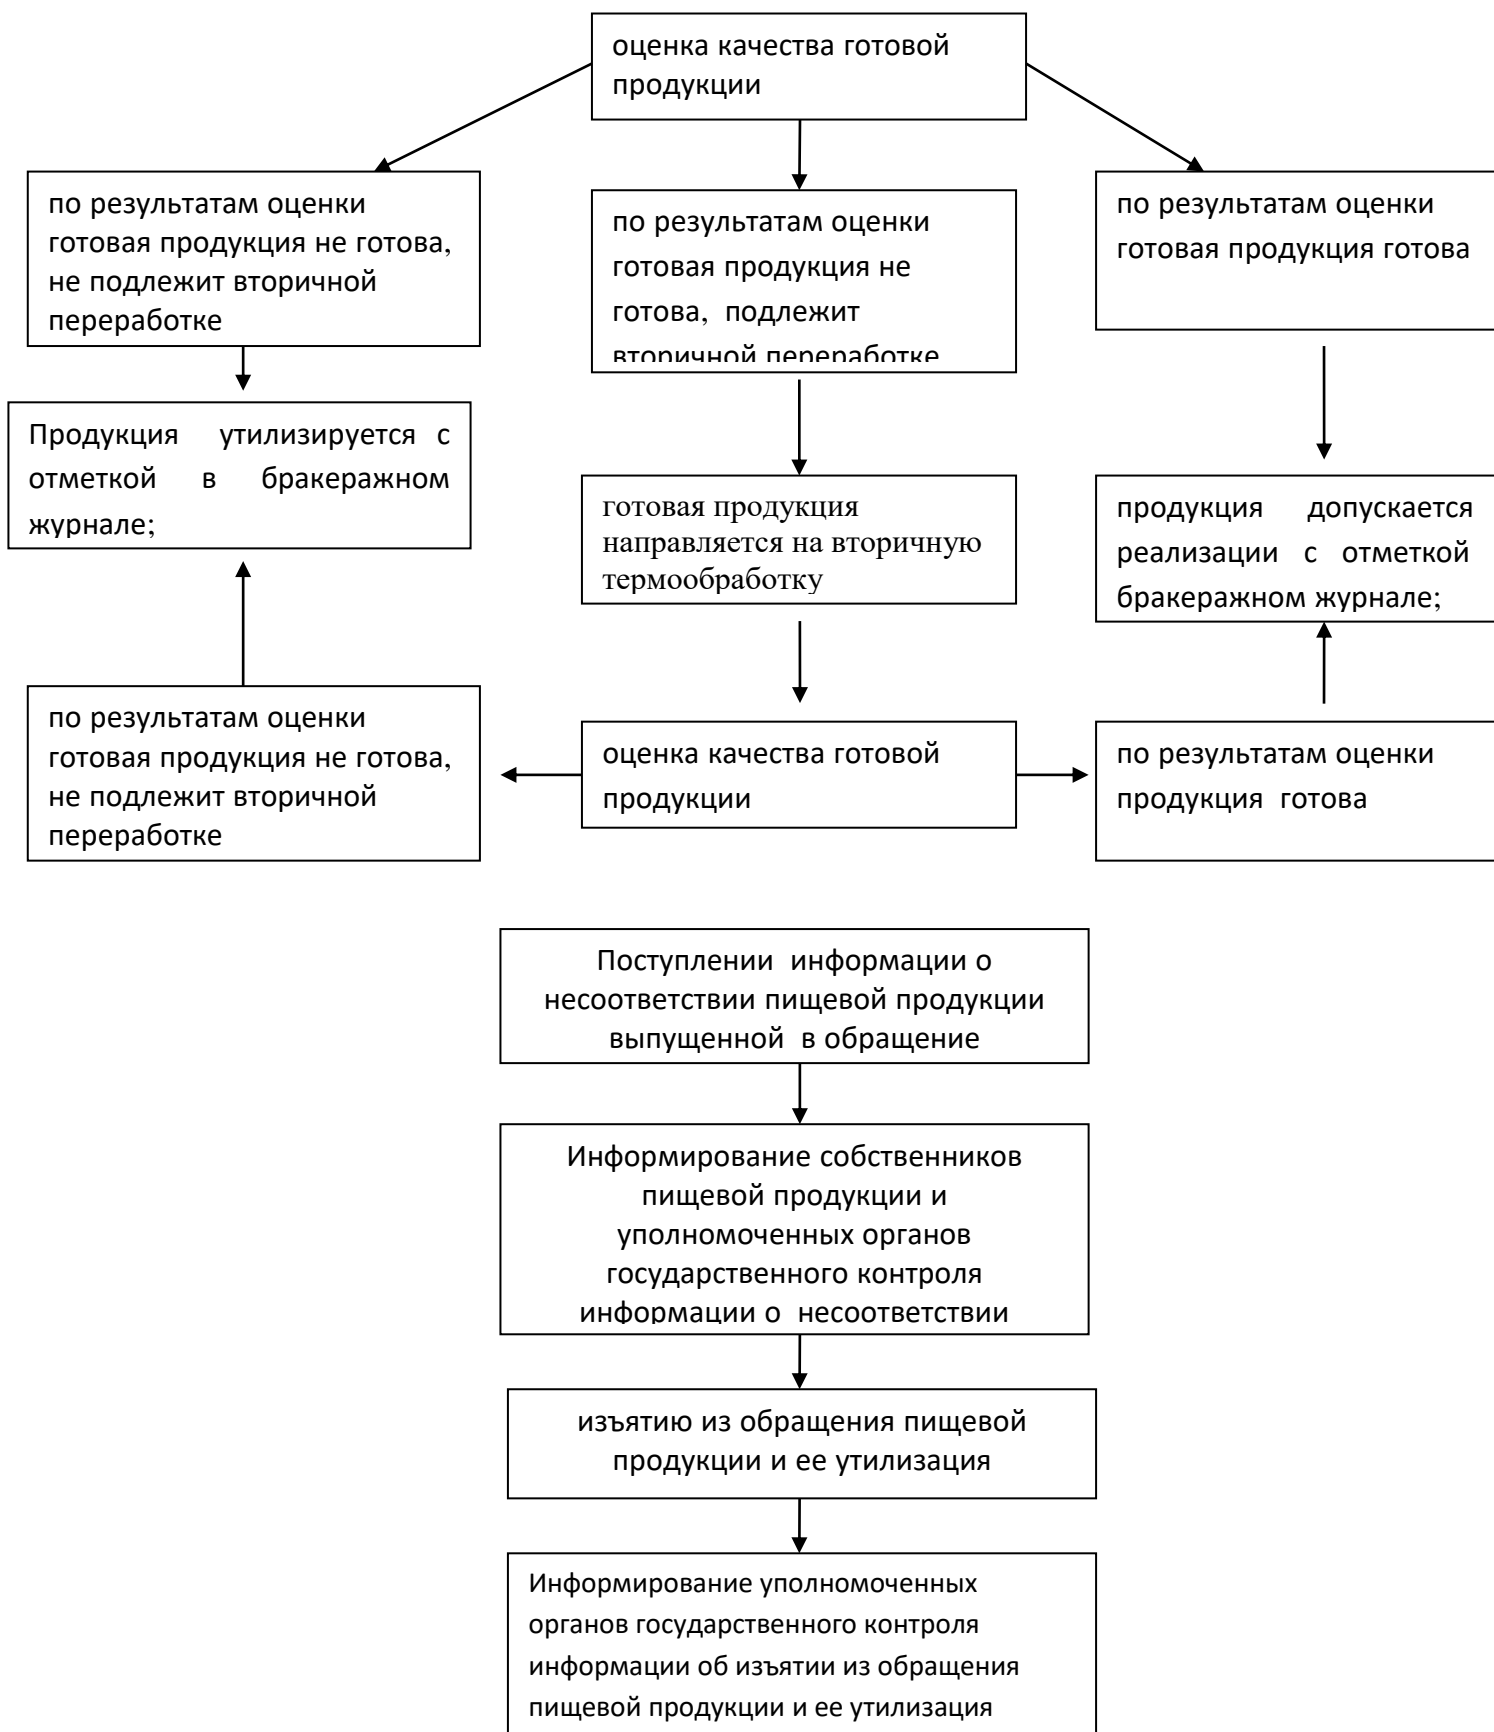 оценка качества готовой
продукции
по результатам оценки
готовая продукция не готова,
не подлежит вторичной
переработке
по результатам оценки
готовая продукция не
готова, подлежит
вторичной переработке
по результатам оценки
готовая продукция готова
Продукция утилизируется с
отметкой в бракеражном
журнале;
готовая продукция
направляется на вторичную
термообработку
продукция допускается
реализации с отметкой
бракеражном журнале;
по результатам оценки
готовая продукция не готова,
не подлежит вторичной
переработке
оценка качества готовой
продукции
по результатам оценки
продукция готова
Поступлении информации о
несоответствии пищевой продукции
выпущенной в обращение
Информирование собственников
пищевой продукции и
уполномоченных органов
государственного контроля
информации о несоответствии
изъятию из обращения пищевой
продукции и ее утилизация
Информирование уполномоченных
органов государственного контроля
информации об изъятии из обращения
пищевой продукции и ее утилизация